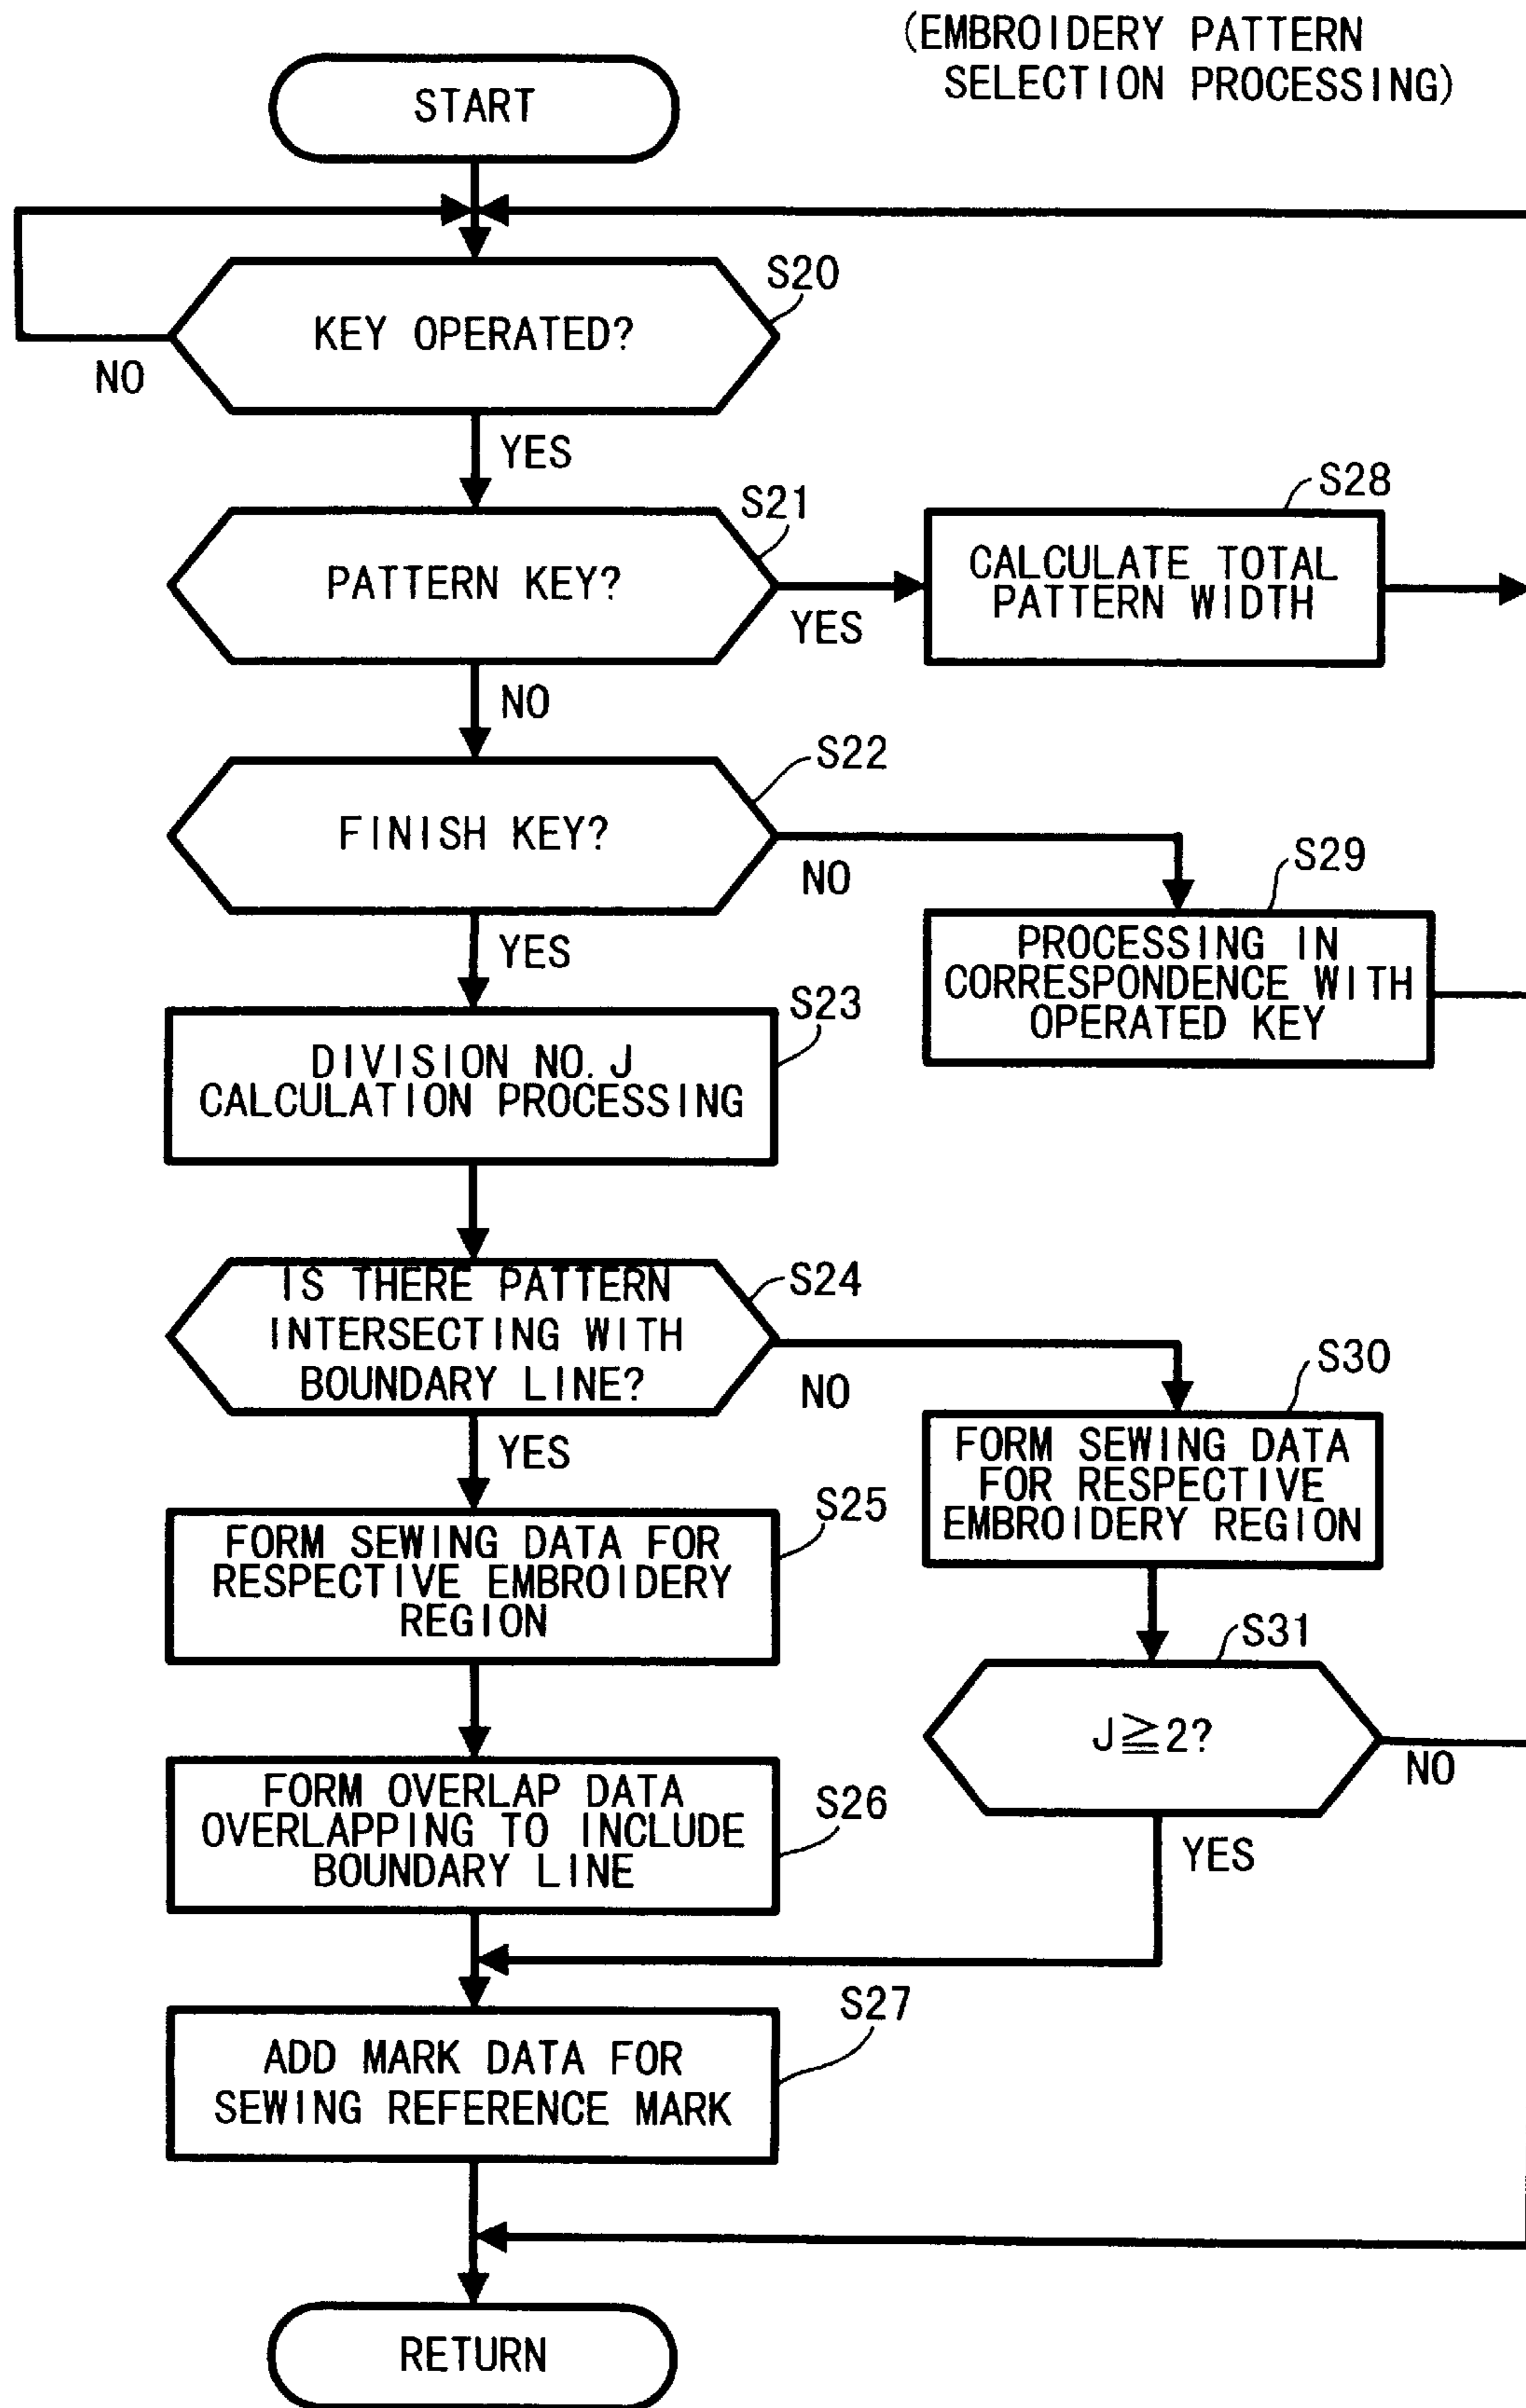 (EMBROIDERY PATTERN
SELECTION PROCESSING)
START
S20
KEY OPERATED?
NO
YES
S21
PATTERN KEY?
YES
S28
CALCULATE TOTAL
PATTERN WIDTH
NO
S22
FINISH KEY?
NO
S29
PROCESSING IN
CORRESPONDENCE WITH
OPERATED KEY
YES
S23
DIVISION NO. J
CALCULATION PROCESSING
S24
IS THERE PATTERN
INTERSECTING WITH
BOUNDARY LINE?
NO
S30
FORM SEWING DATA
FOR RESPECTIVE
EMBROIDERY REGION
YES
S25
FORM SEWING DATA FOR
RESPECTIVE EMBROIDERY
REGION
S31
J≧2?
NO
YES
S26
FORM OVERLAP DATA
OVERLAPPING TO INCLUDE
BOUNDARY LINE
S27
ADD MARK DATA FOR
SEWING REFERENCE MARK
RETURN